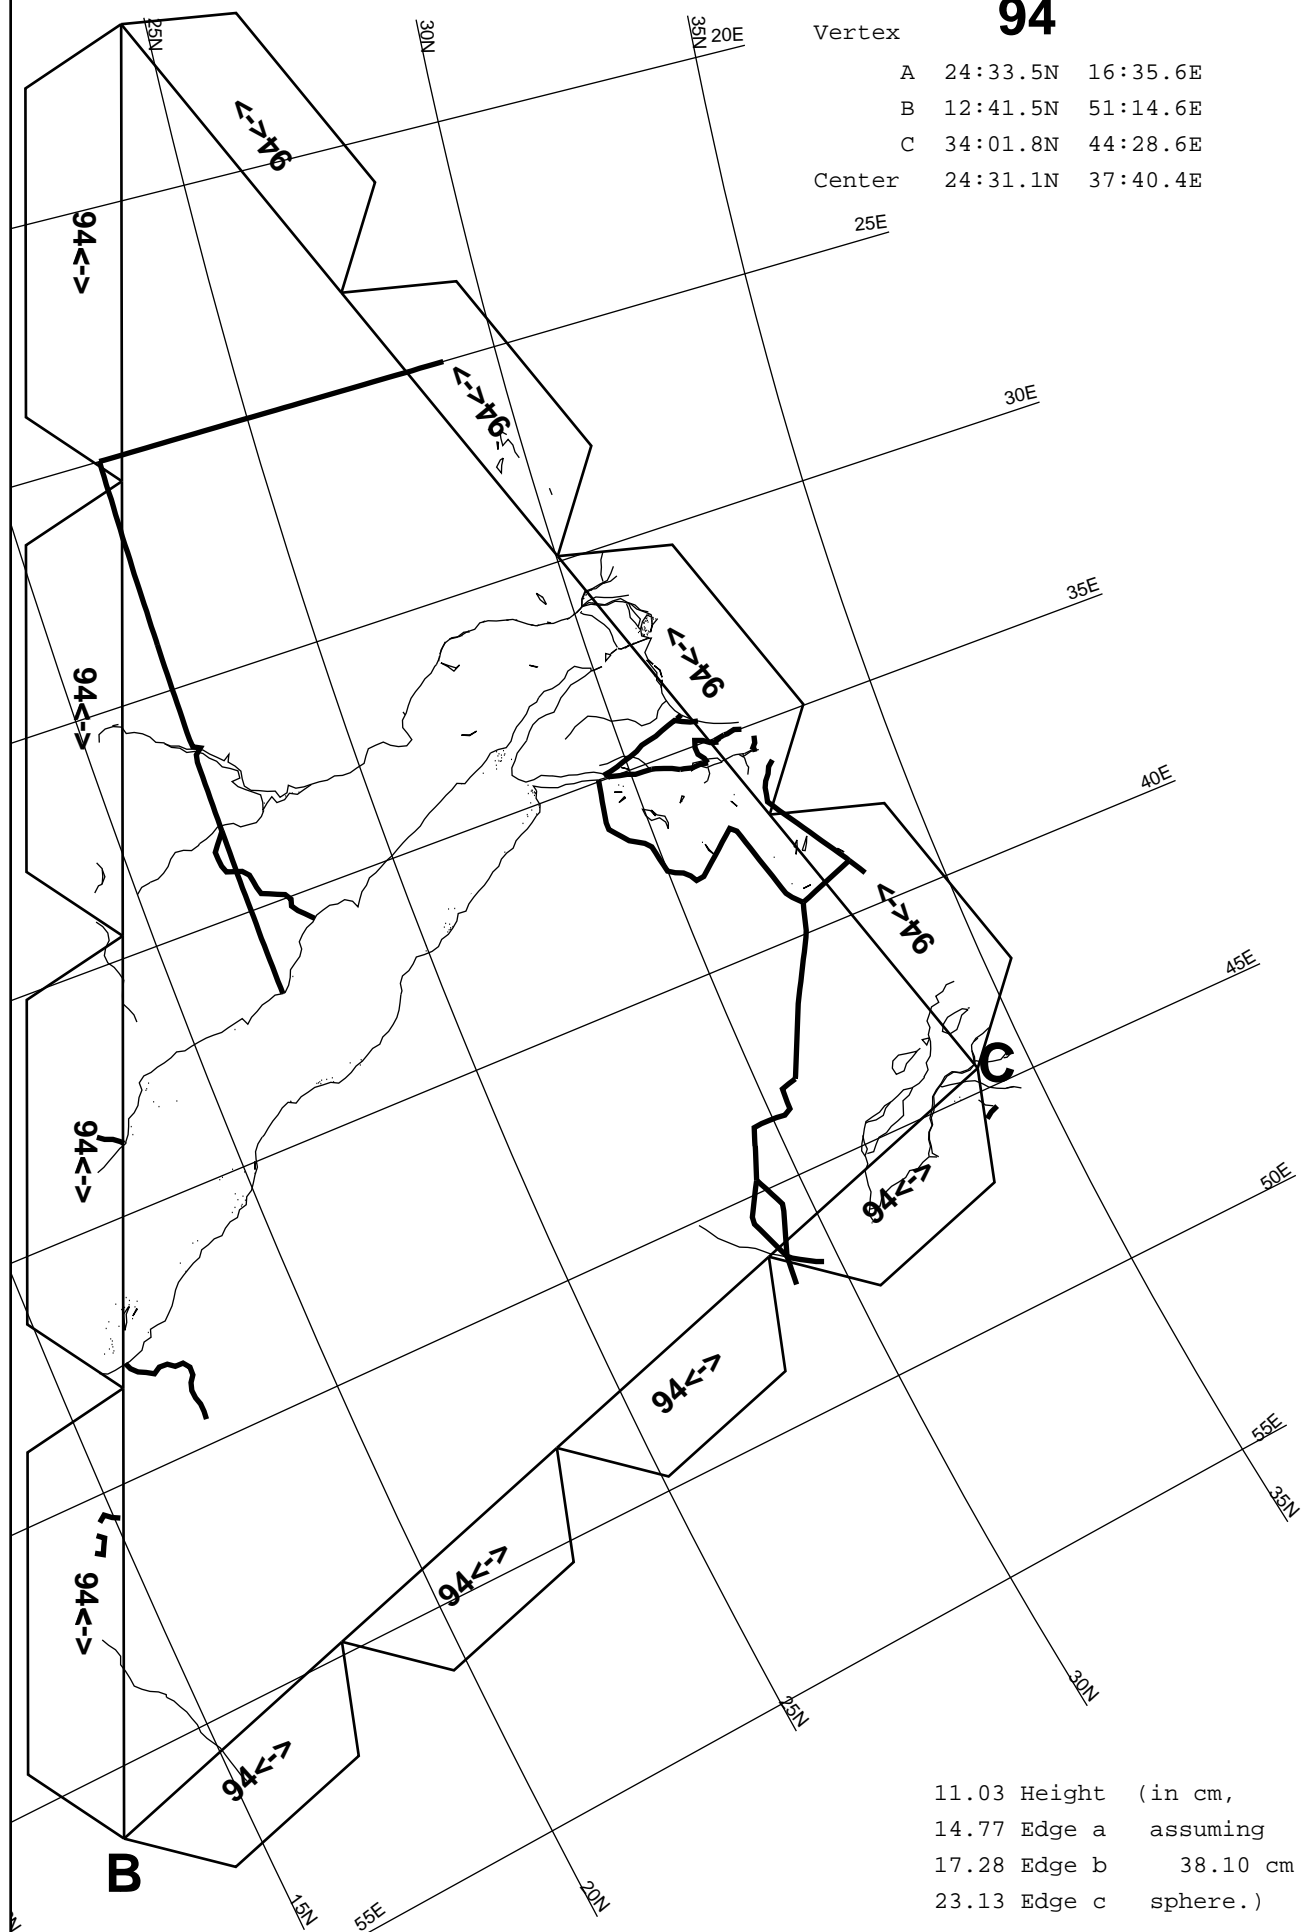 94
Vertex
A 24:33.5N 16:35.6E
B 12:41.5N 51:14.6E
C 34:01.8N 44:28.6E
Center 24:31.1N 37:40.4E
25N
30N
35N
20E
25E
30E
35E
40E
45E
50E
55E
35N
30N
25N
20N
15N
55E
94<->
94<->
94<->
94<->
94<->
94<->
94<->
94<->
94<->
94<->
94<->
94<->
C
B
11.03 Height (in cm,
14.77 Edge a assuming
17.28 Edge b 38.10 cm
23.13 Edge c sphere.)